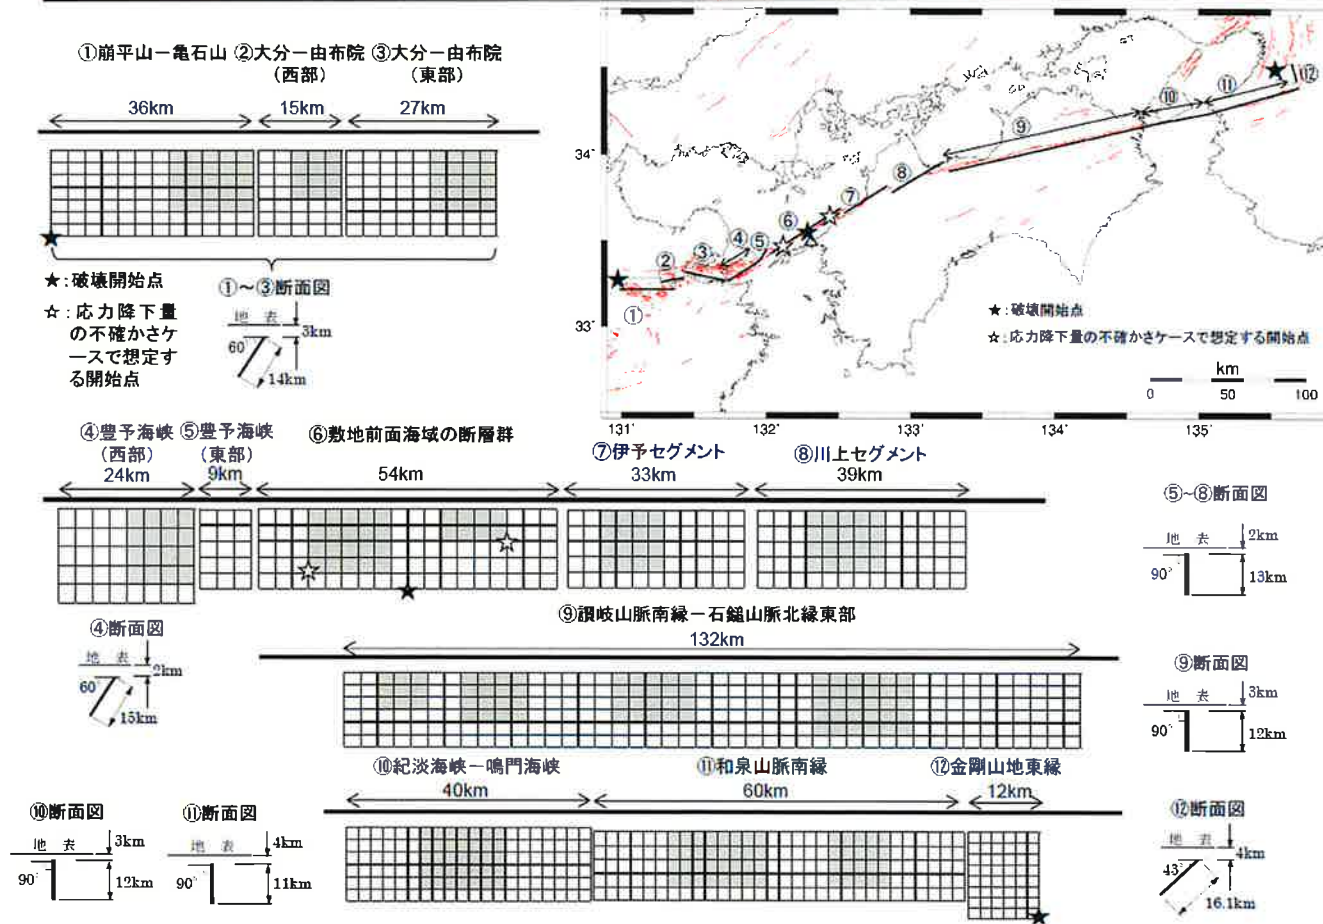 ①崩平山－亀石山 ②大分－由布院 ③大分－由布院
(西部) (東部)
36km 15km 27km
★:破壊開始点
☆:応力降下量
の不確かさケ
ースで想定す
る開始点
①～③断面図
地 表
3km
60°
14km
34°
33°
131° 132° 133° 134° 135°
① ② ③ ④ ⑤ ⑥ ⑦ ⑧ ⑨ ⑩ ⑪ ⑫
★:破壊開始点
☆:応力降下量の不確かさケースで想定する開始点
km
0 50 100
④豊予海峡 ⑤豊予海峡 ⑥敷地前面海域の断層群
(西部) (東部)
⑦伊予セグメント ⑧川上セグメント
24km 9km 54km 33km 39km
⑤~⑧断面図
地 表
2km
90°
13km
④断面図
地 表
2km
60°
15km
⑨讃岐山脈南縁－石鎚山脈北縁東部
132km
⑨断面図
地 表
3km
90°
12km
⑩紀淡海峡－鳴門海峡 ⑪和泉山脈南縁 ⑫金剛山地東縁
40km 60km 12km
⑩断面図
地 表
3km
90°
12km
⑪断面図
地 表
4km
90°
11km
⑫断面図
地 表
4km
43°
16.1km